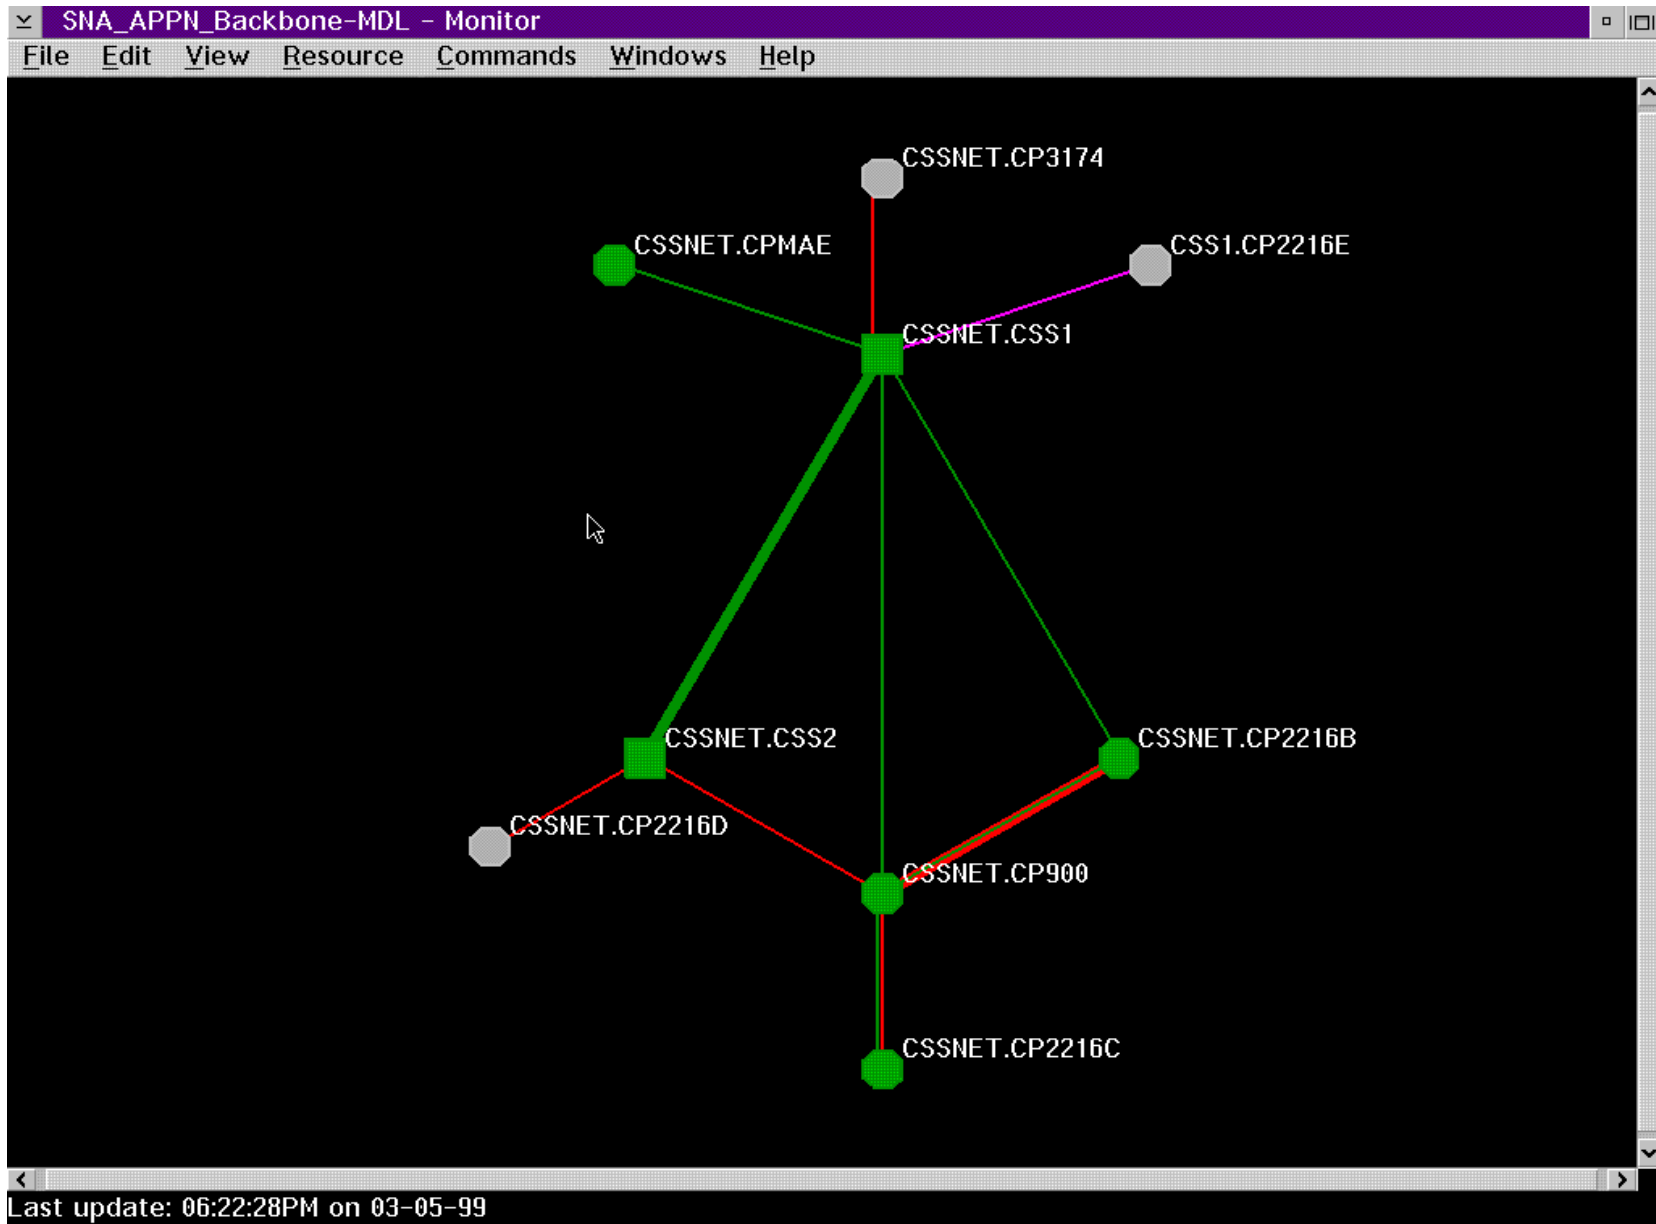 SNA_APPN_Backbone-MDL - Monitor
File Edit View Resource Commands Windows Help
CSSNET.CP3174
CSSNET.CPMAE
CSS1.CP2216E
CSSNET.CSS1
CSSNET.CSS2
CSSNET.CP2216B
CSSNET.CP2216D
CSSNET.CP900
CSSNET.CP2216C
Last update: 06:22:28PM on 03-05-99